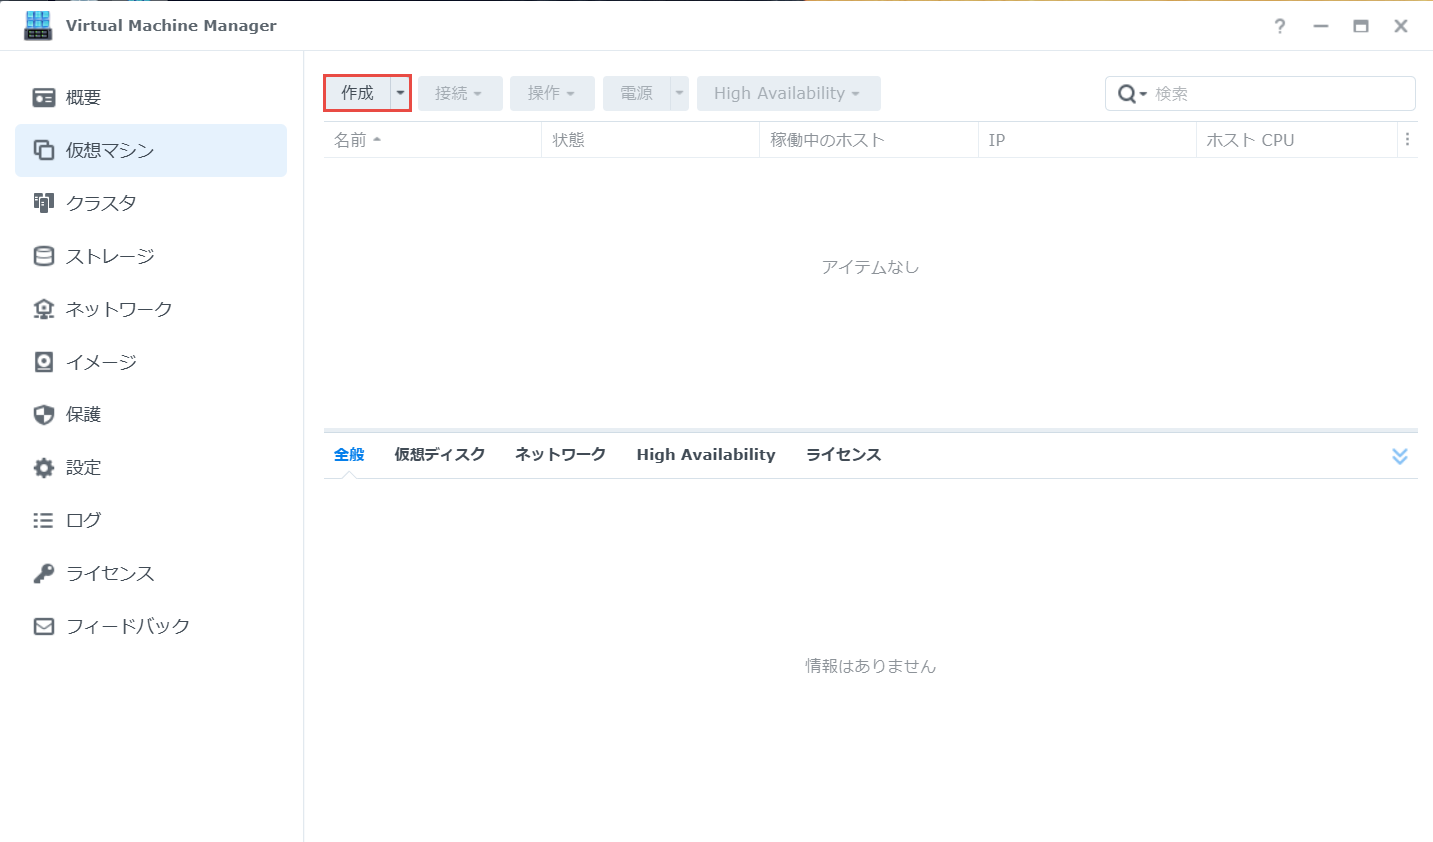 Virtual Machine Manager
?
概要
仮想マシン
クラスタ
ストレージ
ネットワーク
イメージ
保護
設定
ログ
ライセンス
フィードバック
作成 接続 操作 電源 High Availability 検索
名前 状態 稼働中のホスト IP ホスト CPU
アイテムなし
全般 仮想ディスク ネットワーク High Availability ライセンス
情報はありません